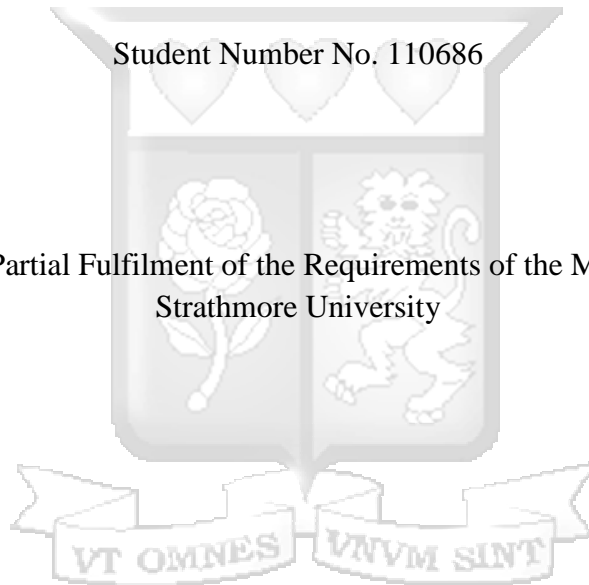 Student Number No. 110686
Partial Fulfilment of the Requirements of the M
Strathmore University
VT OMNES VNVM SINT